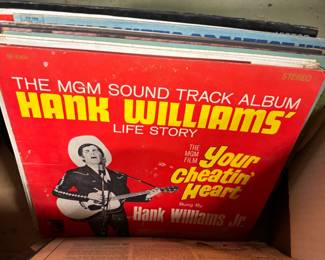 STEREO
THE MGM SOUND TRACK ALBUM
HANK WILLIAMS'
LIFE STORY
THE
MGM
FILM
Your
Cheatin'
Heart
Sung By
Hank Williams Jr.